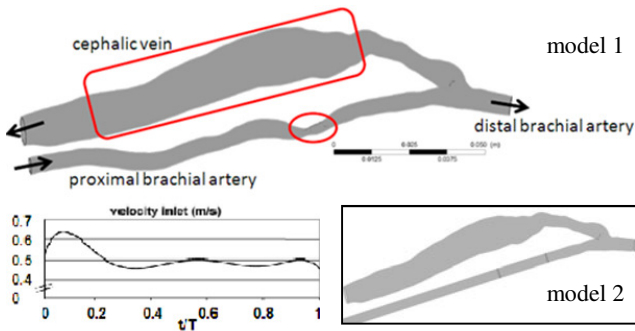 cephalic vein
model 1
distal brachial artery
0.000 0.025 0.050 (m)
0.0125 0.0375
proximal brachial artery
velocity inlet (m/s)
0.7
0.6
0.5
0.4
0
0 0.2 0.4 0.6 0.8 1
t/T
model 2